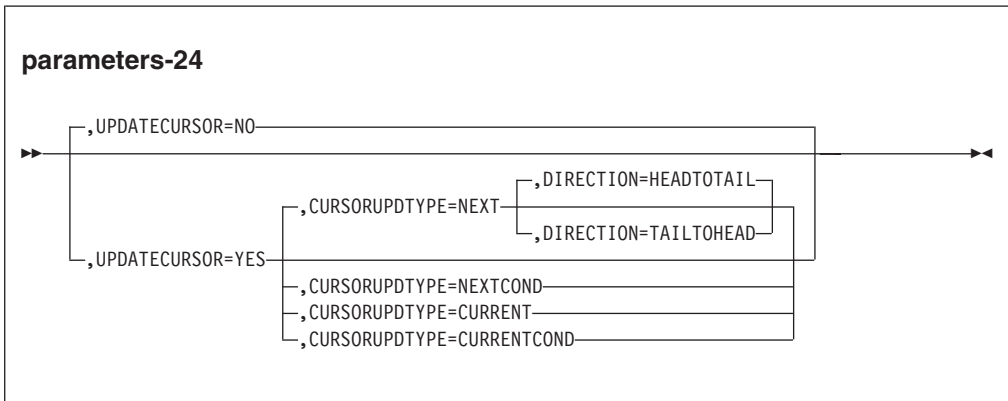 parameters-24
,UPDATECURSOR=NO
,DIRECTION=HEADTOTAIL
,CURSORUPDTYPE=NEXT
,DIRECTION=TAILTOHEAD
,UPDATECURSOR=YES
,CURSORUPDTYPE=NEXTCOND
,CURSORUPDTYPE=CURRENT
,CURSORUPDTYPE=CURRENTCOND